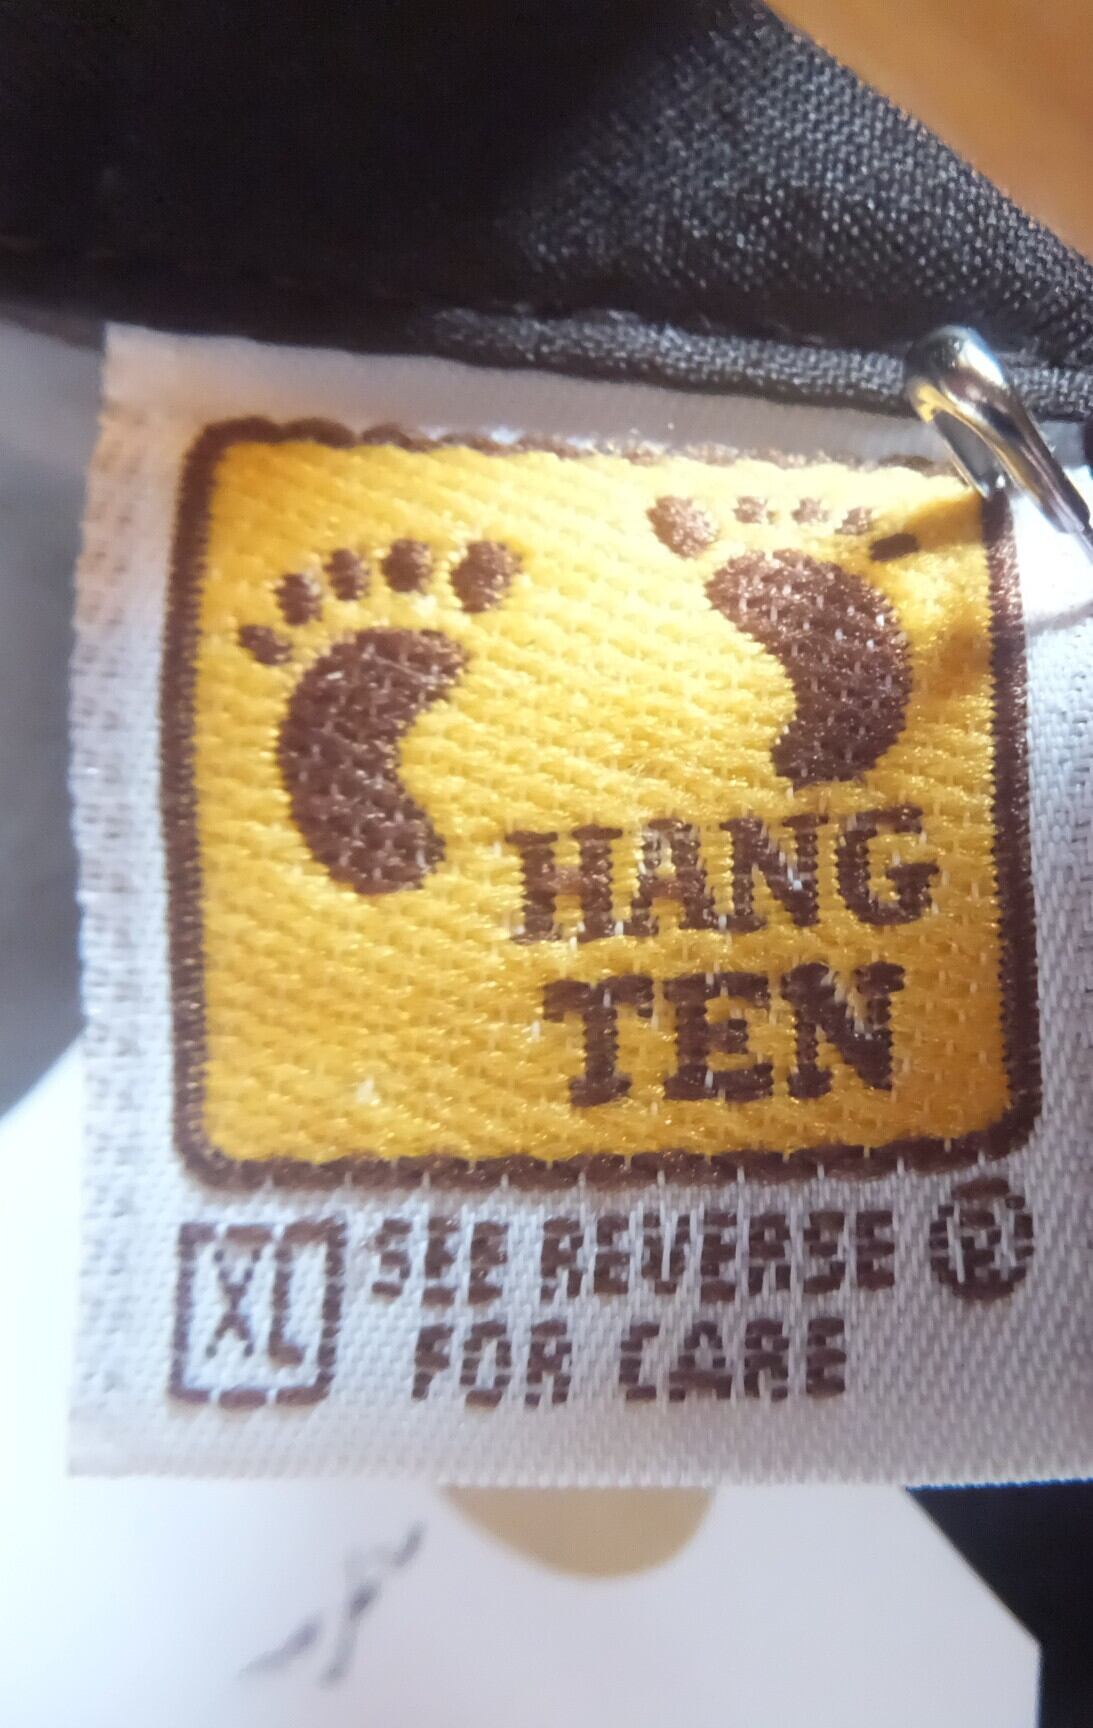 HANG
TEN
XL SEE REVERSE ®
FOR CARE